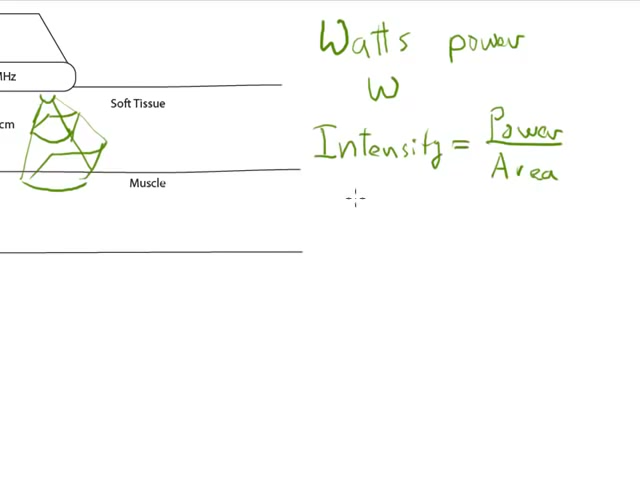 Watts power
MHz
Soft Tissue
W
cm
Intensity = Power
Area
Muscle